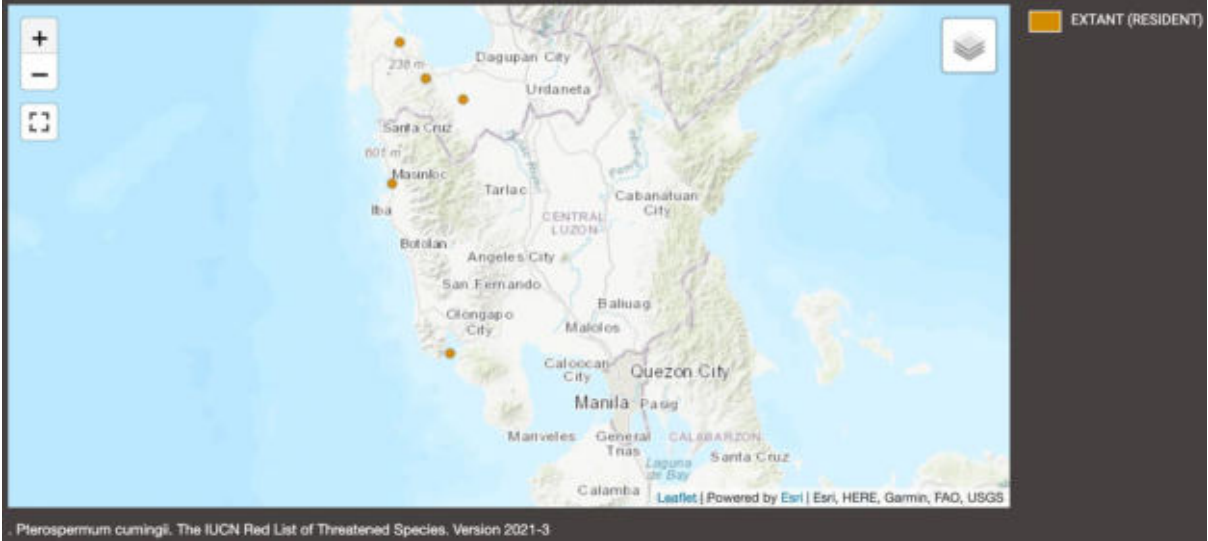 +
EXTANT (RESIDENT)
−
Dagupan City
238 m
Urdaneta
Santa Cruz
601 m
Masinloc
Tarlac
Cabanatuan
City
Iba
CENTRAL
LUZON
Botolan
Angeles City
San Fernando
Baliuag
Olongapo
City
Malolos
Caloocan
City
Quezon City
Manila
Pasig
Mariveles
General
Trias
CALABARZON
Santa Cruz
Laguna
de Bay
Calamba
Leaflet | Powered by Esri | Esri, HERE, Garmin, FAO, USGS
. Pterospermum cumingii. The IUCN Red List of Threatened Species. Version 2021-3